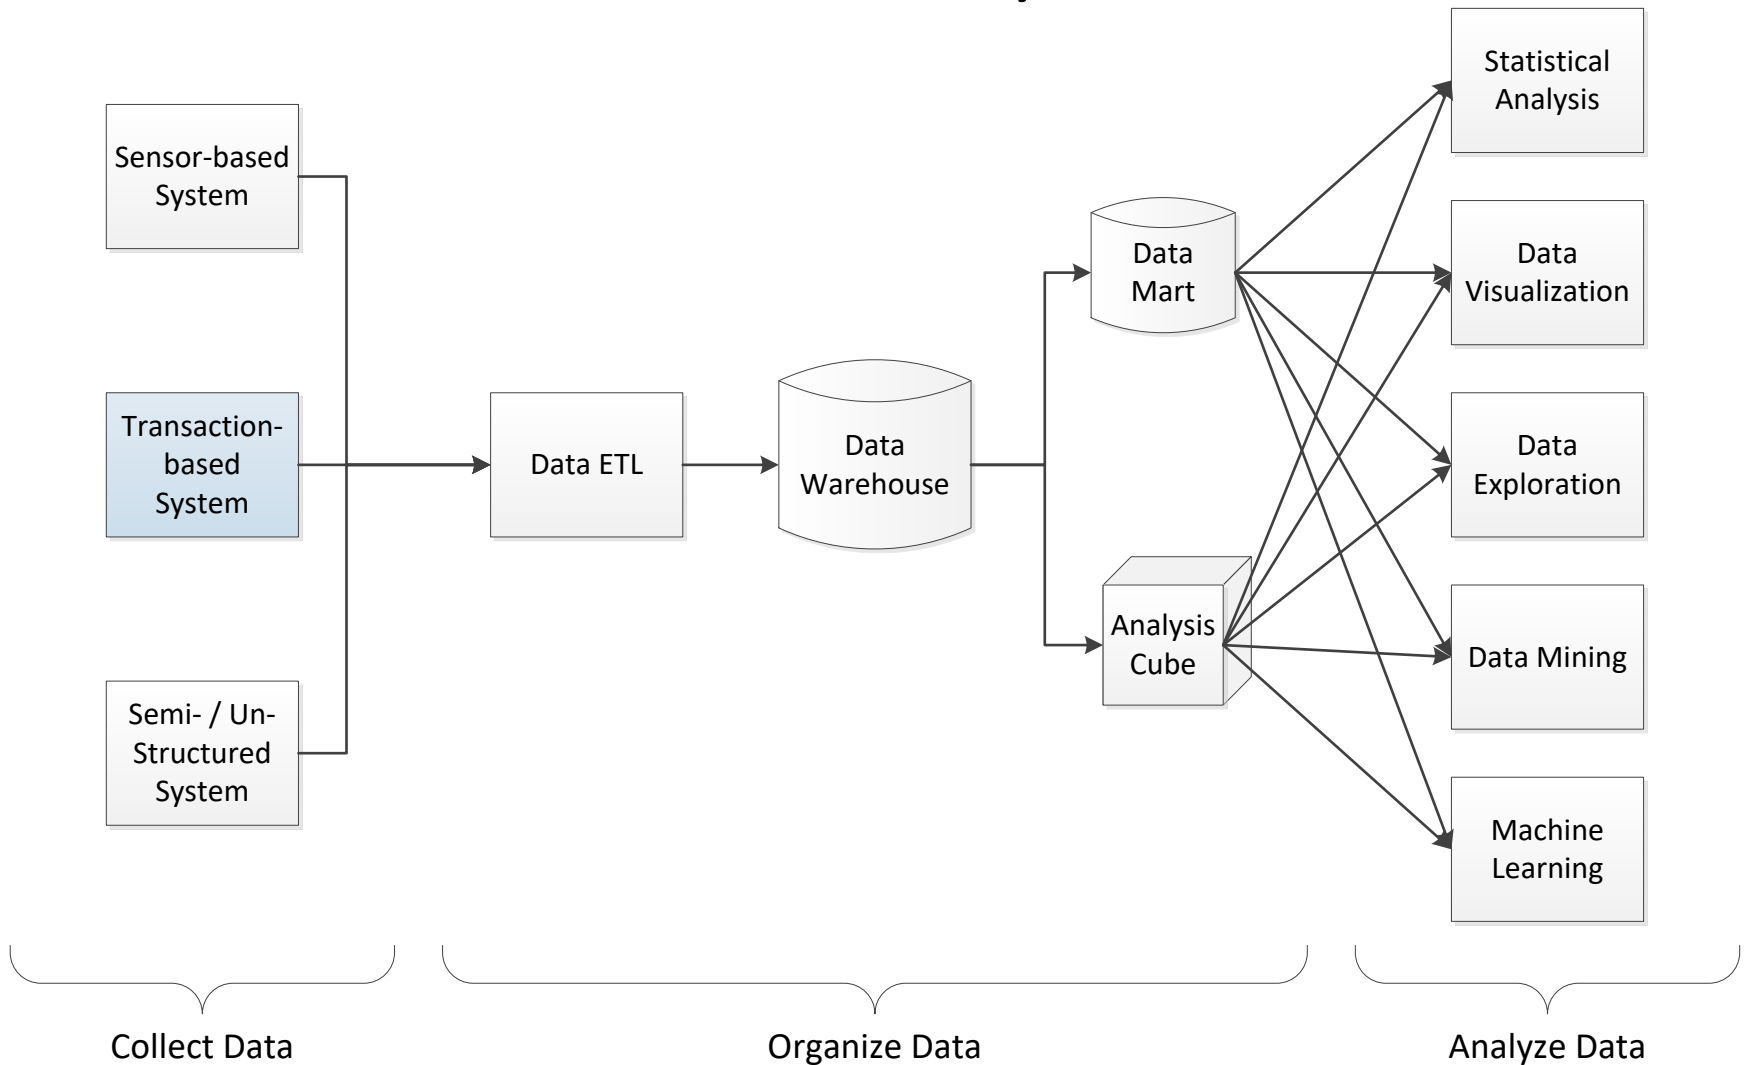 Sensor-based
System
Transaction-
based
System
Semi- / Un-
Structured
System
Data ETL
Data
Warehouse
Data
Mart
Analysis
Cube
Statistical
Analysis
Data
Visualization
Data
Exploration
Data Mining
Machine
Learning
Collect Data
Organize Data
Analyze Data